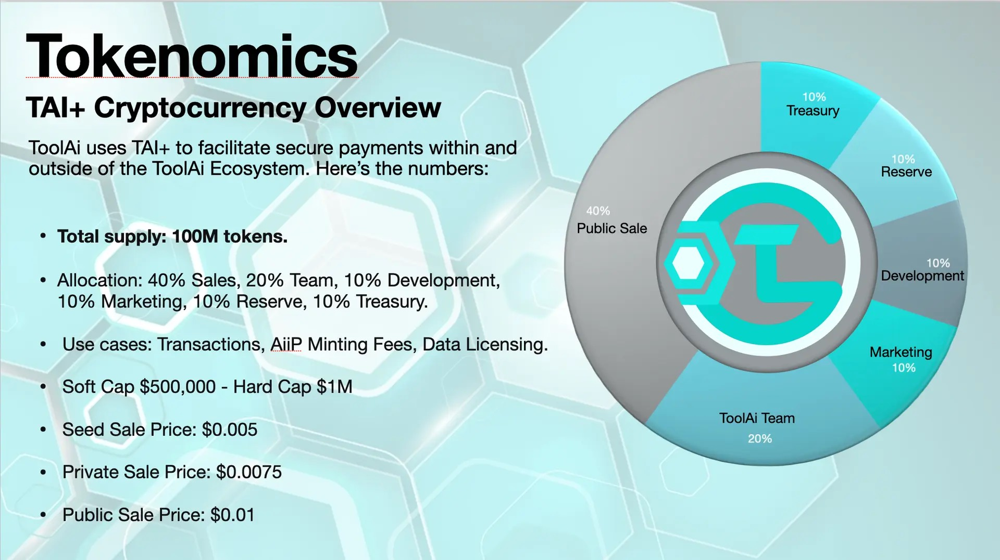 Tokenomics
TAI+ Cryptocurrency Overview
ToolAi uses TAI+ to facilitate secure payments within and
outside of the ToolAi Ecosystem. Here’s the numbers:
• Total supply: 100M tokens.
• Allocation: 40% Sales, 20% Team, 10% Development,
10% Marketing, 10% Reserve, 10% Treasury.
• Use cases: Transactions, AiiP Minting Fees, Data Licensing.
• Soft Cap $500,000 - Hard Cap $1M
• Seed Sale Price: $0.005
• Private Sale Price: $0.0075
• Public Sale Price: $0.01
10%
Treasury
10%
Reserve
10%
Development
Marketing
10%
ToolAi Team
20%
40%
Public Sale